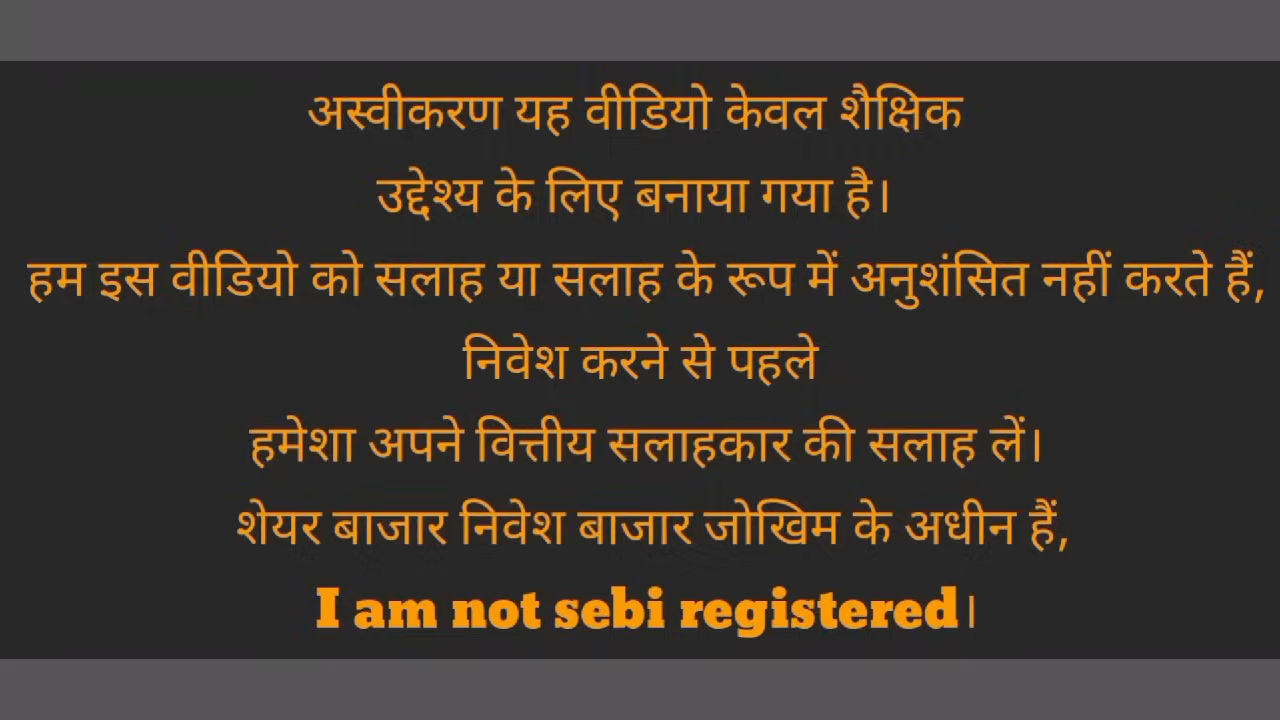 अस्वीकरण यह वीडियो केवल शैक्षिक
उद्देश्य के लिए बनाया गया है।
हम इस वीडियो को सलाह या सलाह के रूप में अनुशंसित नहीं करते हैं,
निवेश करने से पहले
हमेशा अपने वित्तीय सलाहकार की सलाह लें।
शेयर बाजार निवेश बाजार जोखिम के अधीन हैं,
I am not sebi registered।